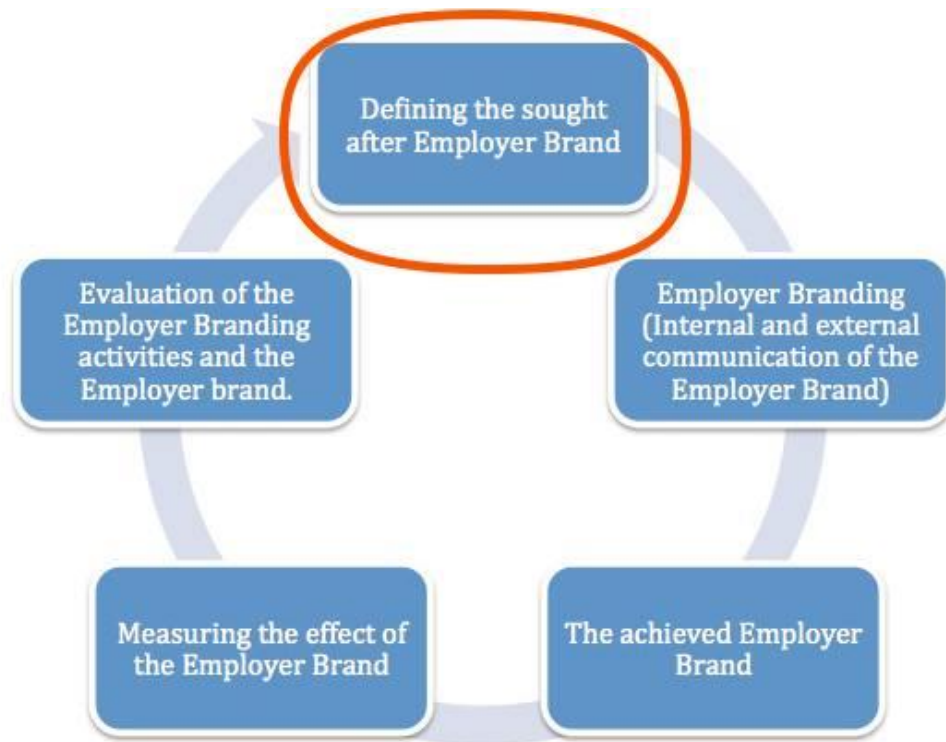 Defining the sought
after Employer Brand
Employer Branding
(Internal and external
communication of the
Employer Brand)
The achieved Employer
Brand
Measuring the effect of
the Employer Brand
Evaluation of the
Employer Branding
activities and the
Employer brand.